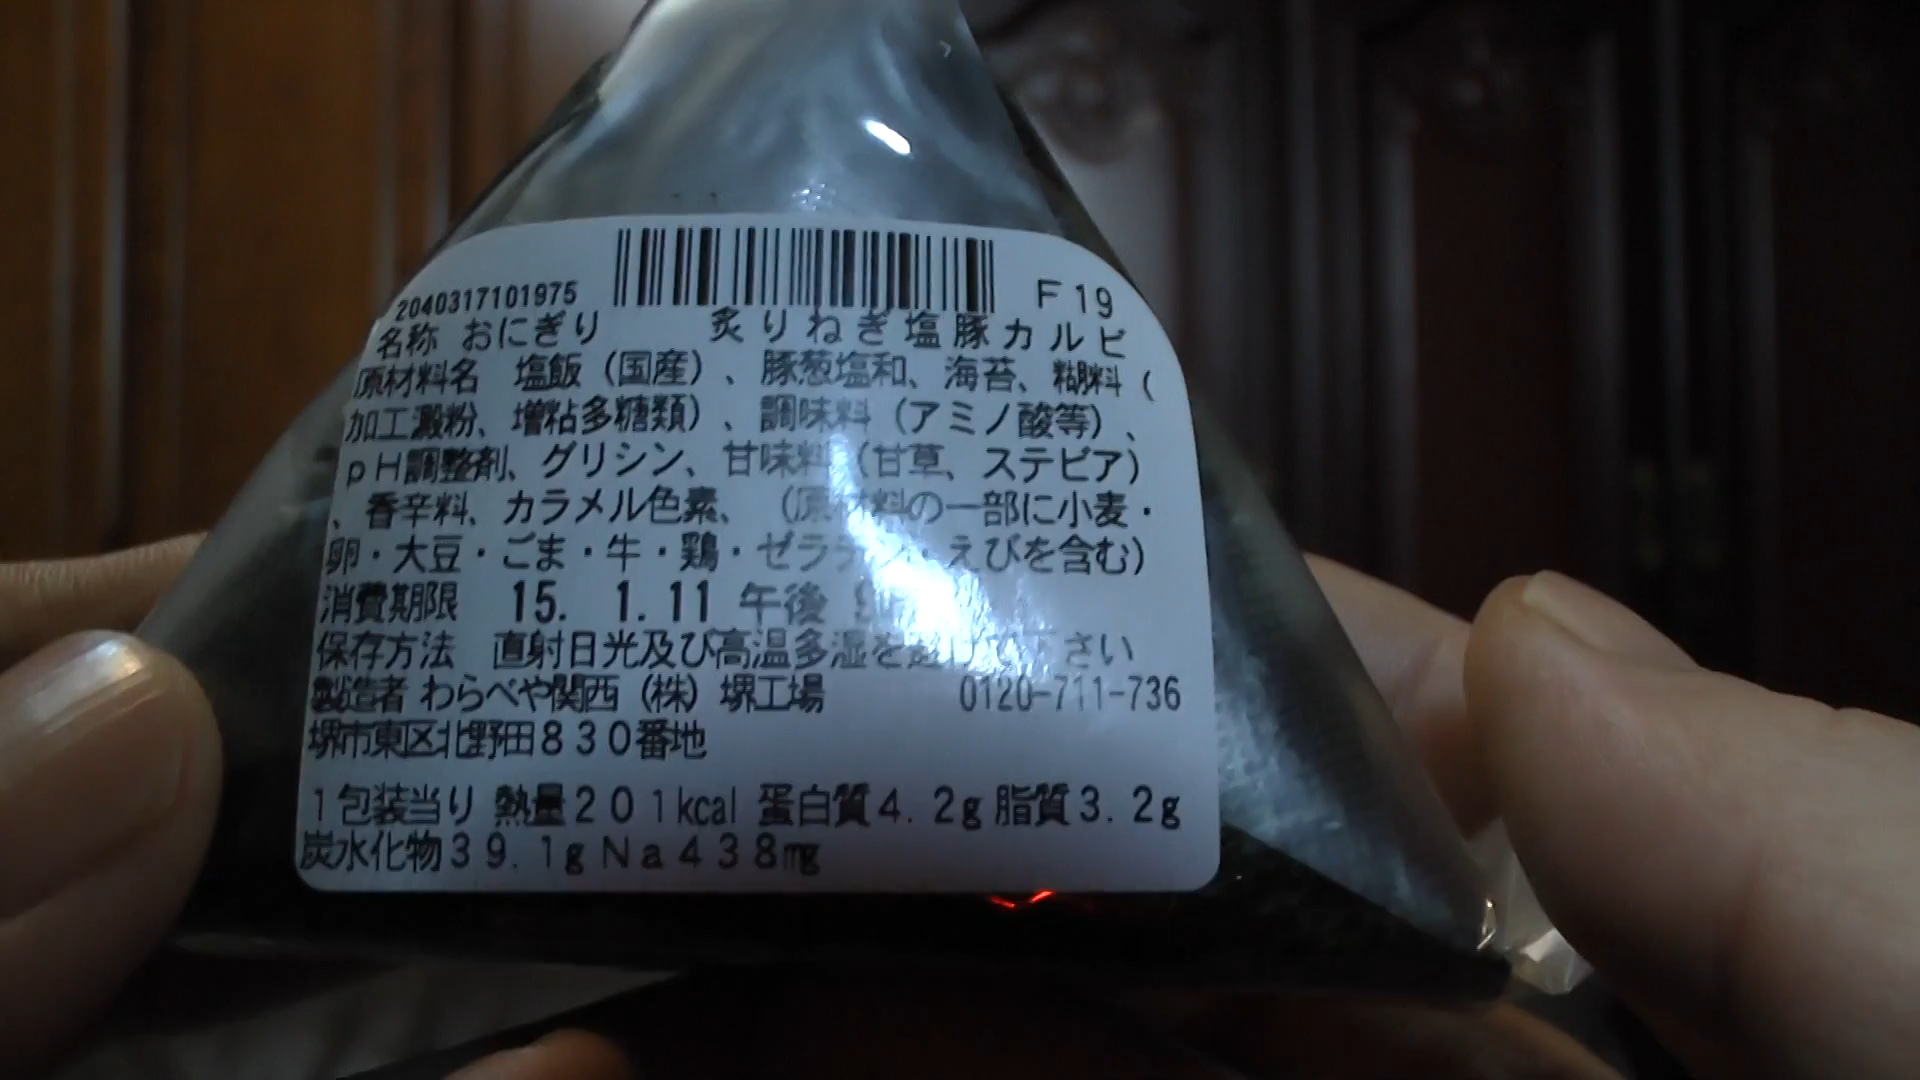 2040317101975
F19
名称 おにぎり 炙りねぎ塩豚カルビ
原材料名 塩飯（国産）、豚葱塩和、海苔、糊料（
加工澱粉、増粘多糖類）、調味料（アミノ酸等）、
pH調整剤、グリシン、甘味料（甘草、ステビア）
、香辛料、カラメル色素、（原材料の一部に小麦・
卵・大豆・ごま・牛・鶏・ゼラチン・えびを含む）
消費期限 15. 1.11 午後
保存方法 直射日光及び高温多湿を避けて下さい
製造者 わらべや関西（株）堺工場 0120-711-736
堺市東区北野田830番地
1包装当り 熱量201kcal 蛋白質4.2g 脂質3.2g
炭水化物39.1g Na438mg